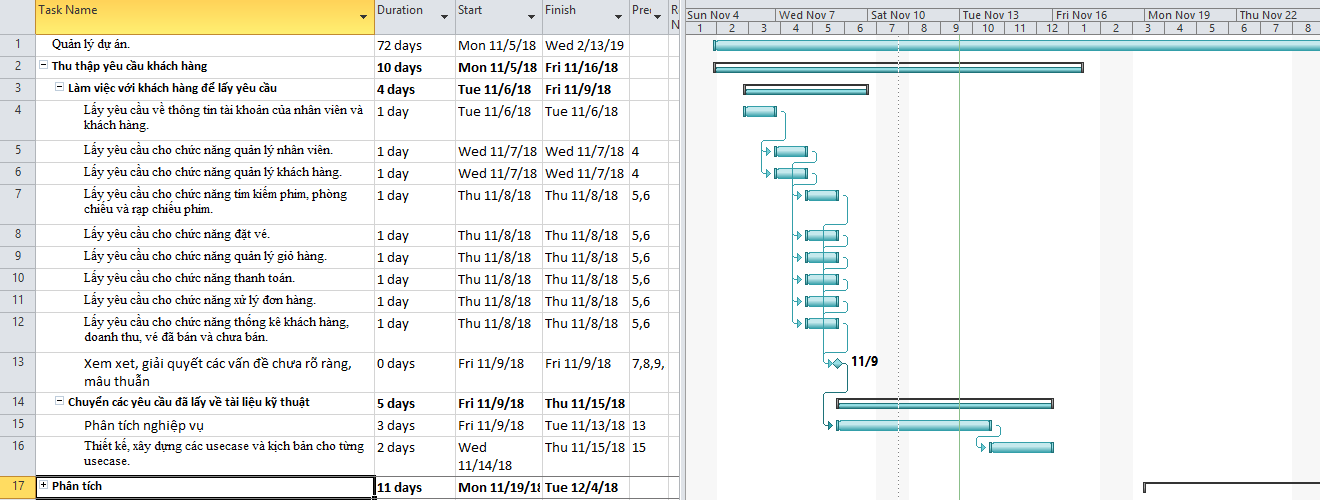 Task Name Duration Start Finish Pre R N
1 Quản lý dự án. 72 days Mon 11/5/18 Wed 2/13/19
2 Thu thập yêu cầu khách hàng 10 days Mon 11/5/18 Fri 11/16/18
3 Làm việc với khách hàng để lấy yêu cầu 4 days Tue 11/6/18 Fri 11/9/18
4 Lấy yêu cầu về thông tin tài khoản của nhân viên và 1 day Tue 11/6/18 Tue 11/6/18
khách hàng.
5 Lấy yêu cầu cho chức năng quản lý nhân viên. 1 day Wed 11/7/18 Wed 11/7/18 4
6 Lấy yêu cầu cho chức năng quản lý khách hàng. 1 day Wed 11/7/18 Wed 11/7/18 4
7 Lấy yêu cầu cho chức năng tìm kiếm phim, phòng 1 day Thu 11/8/18 Thu 11/8/18 5,6
chiếu và rạp chiếu phim.
8 Lấy yêu cầu cho chức năng đặt vé. 1 day Thu 11/8/18 Thu 11/8/18 5,6
9 Lấy yêu cầu cho chức năng quản lý giỏ hàng. 1 day Thu 11/8/18 Thu 11/8/18 5,6
10 Lấy yêu cầu cho chức năng thanh toán. 1 day Thu 11/8/18 Thu 11/8/18 5,6
11 Lấy yêu cầu cho chức năng xử lý đơn hàng. 1 day Thu 11/8/18 Thu 11/8/18 5,6
12 Lấy yêu cầu cho chức năng thống kê khách hàng, 1 day Thu 11/8/18 Thu 11/8/18 5,6
doanh thu, vé đã bán và chưa bán.
13 Xem xet, giải quyết các vấn đề chưa rõ ràng, 0 days Fri 11/9/18 Fri 11/9/18 7,8,9,
mâu thuẫn
14 Chuyển các yêu cầu đã lấy về tài liệu kỹ thuật 5 days Fri 11/9/18 Thu 11/15/18
15 Phân tích nghiệp vụ 3 days Fri 11/9/18 Tue 11/13/18 13
16 Thiết kế, xây dựng các usecase và kịch bản cho từng 2 days Wed Thu 11/15/18 15
usecase. 11/14/18
17 Phân tích 11 days Mon 11/19/18 Tue 12/4/18
Sun Nov 4 Wed Nov 7 Sat Nov 10 Tue Nov 13 Fri Nov 16 Mon Nov 19 Thu Nov 22
1 2 3 4 5 6 7 8 9 10 11 12 1 2 3 4 5 6 7 8
11/9